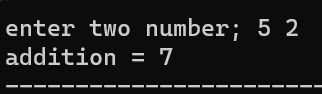 enter two number; 5 2
addition = 7
--------------------------